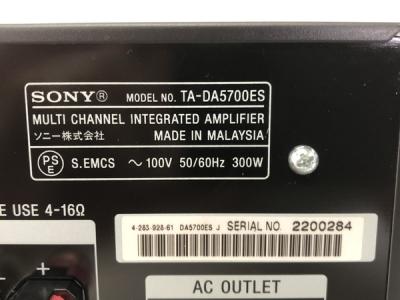 SONY® MODEL NO. TA-DA5700ES
MULTI CHANNEL INTEGRATED AMPLIFIER
ソニー株式会社 MADE IN MALAYSIA
PSE S.EMCS ～100V 50/60Hz 300W
E USE 4-16Ω
4-283-928-61 DA5700ES J SERIAL NO. 2200284
+
AC OUTLET